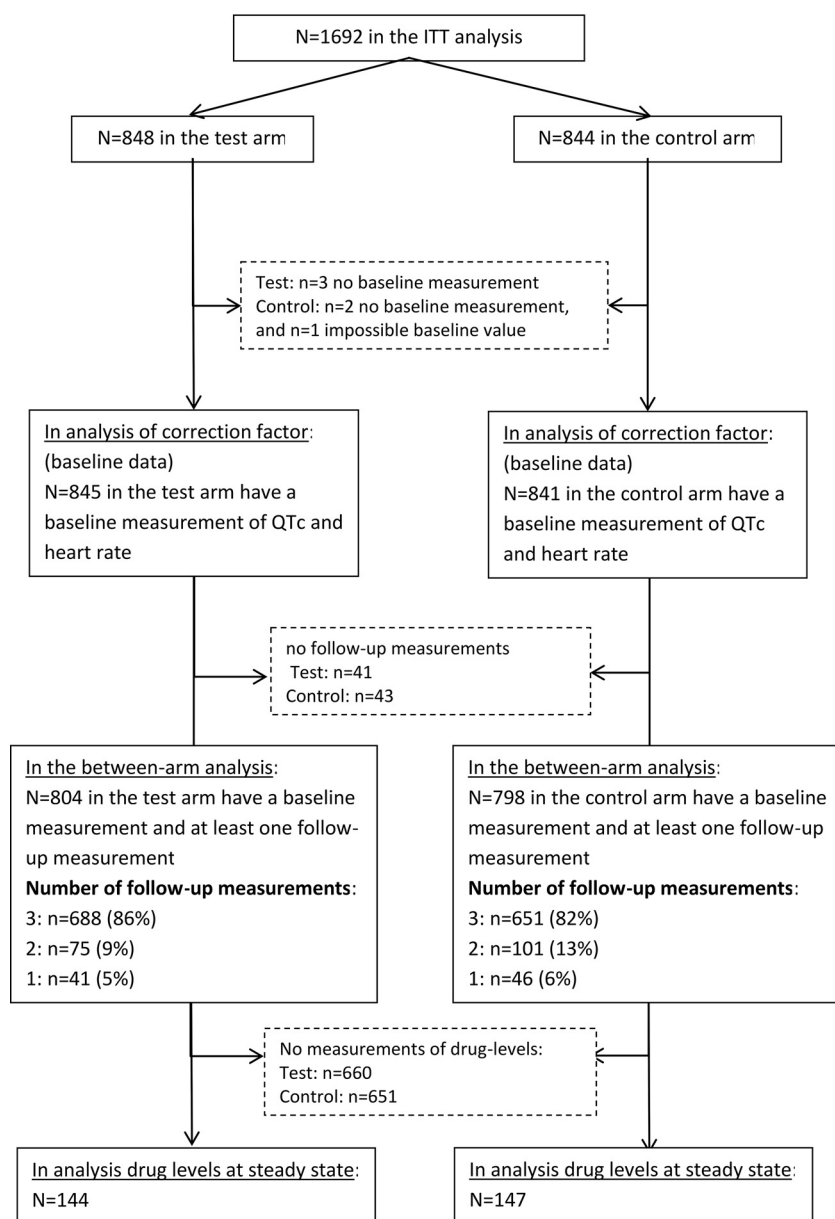 N=1692 in the ITT analysis
N=848 in the test arm
N=844 in the control arm
Test: n=3 no baseline measurement
Control: n=2 no baseline measurement,
and n=1 impossible baseline value
In analysis of correction factor:
(baseline data)
N=845 in the test arm have a
baseline measurement of QTc and
heart rate
In analysis of correction factor:
(baseline data)
N=841 in the control arm have a
baseline measurement of QTc
and heart rate
no follow-up measurements
Test: n=41
Control: n=43
In the between-arm analysis:
N=804 in the test arm have a baseline
measurement and at least one follow-
up measurement
Number of follow-up measurements:
3: n=688 (86%)
2: n=75 (9%)
1: n=41 (5%)
In the between-arm analysis:
N=798 in the control arm have a baseline
measurement and at least one follow-up
measurement
Number of follow-up measurements:
3: n=651 (82%)
2: n=101 (13%)
1: n=46 (6%)
No measurements of drug-levels:
Test: n=660
Control: n=651
In analysis drug levels at steady state:
N=144
In analysis drug levels at steady state:
N=147